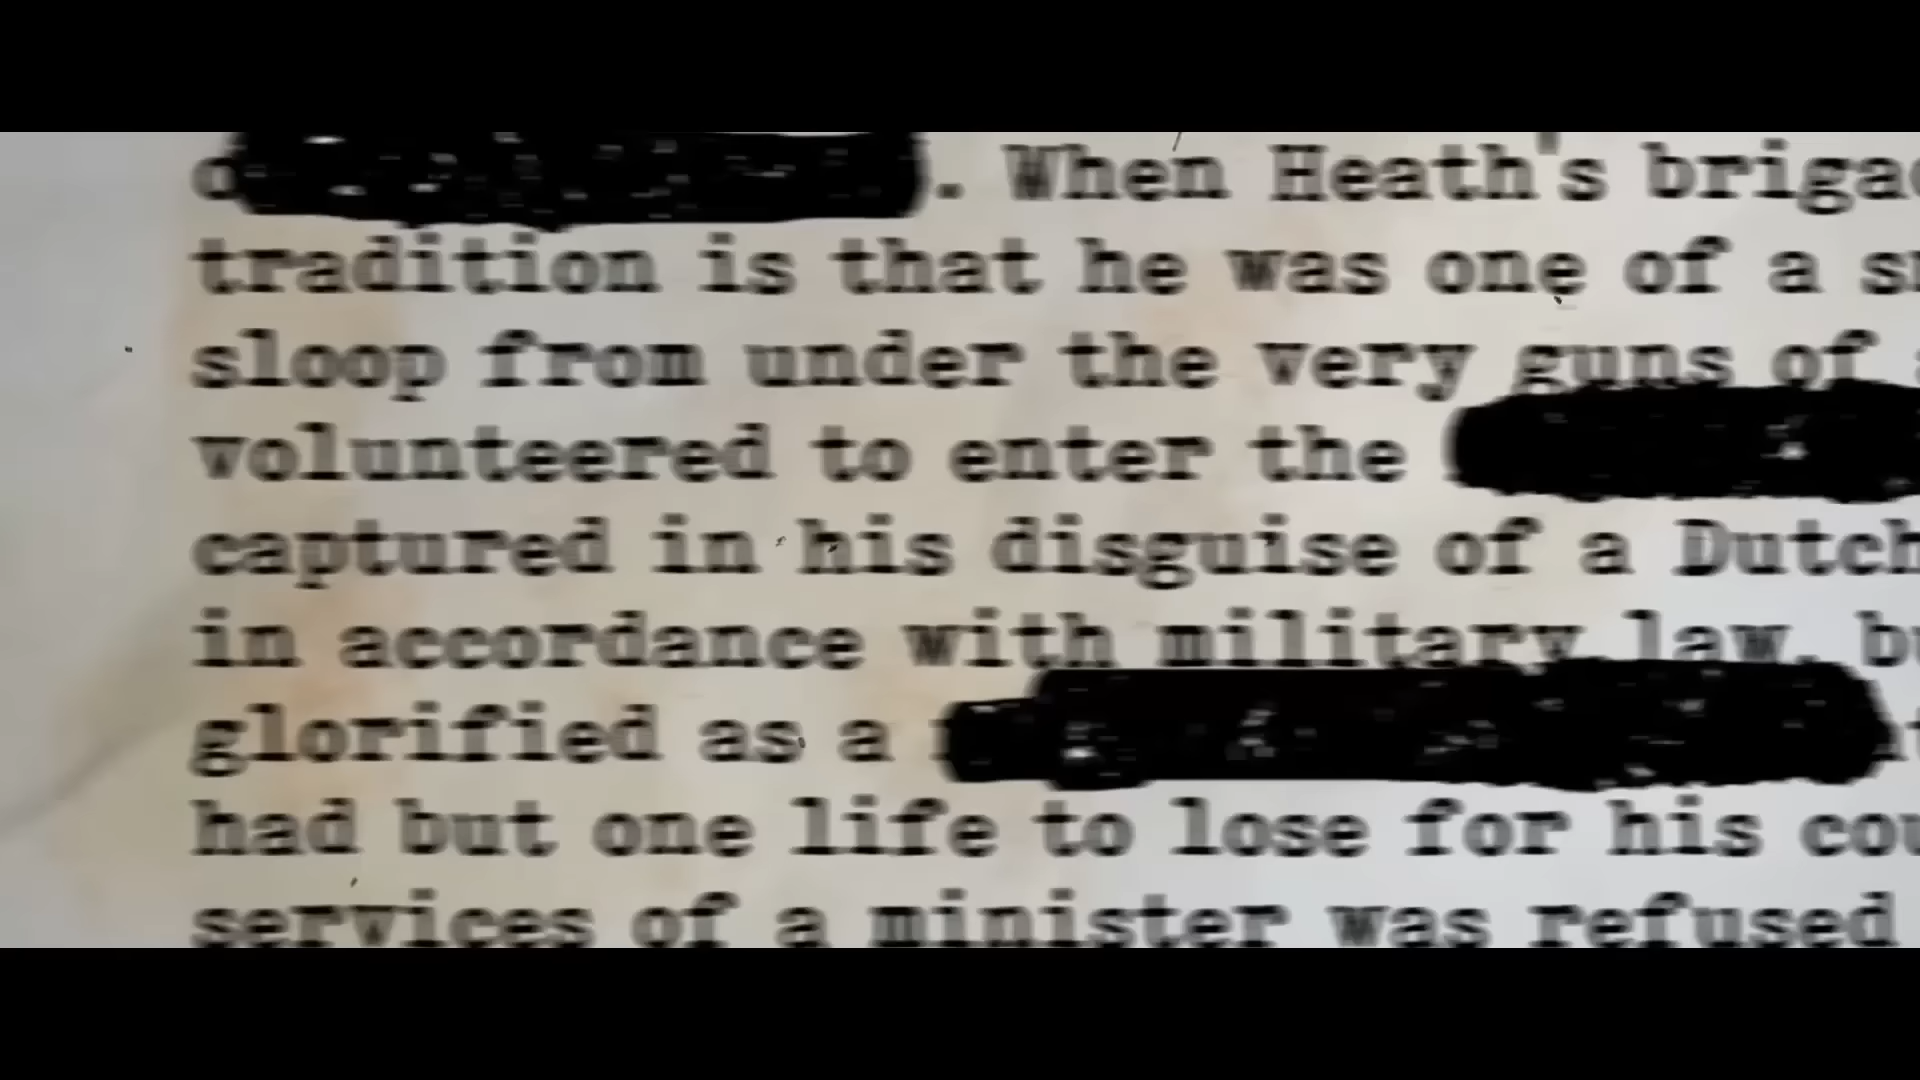 . When Heath's
tradition is that he was one of a
sloop from under the very guns of
volunteered to enter the
captured in his disguise of a Dutch
in accordance with military law, 
glorified as a
had but one life to lose for his
services of a minister was refused